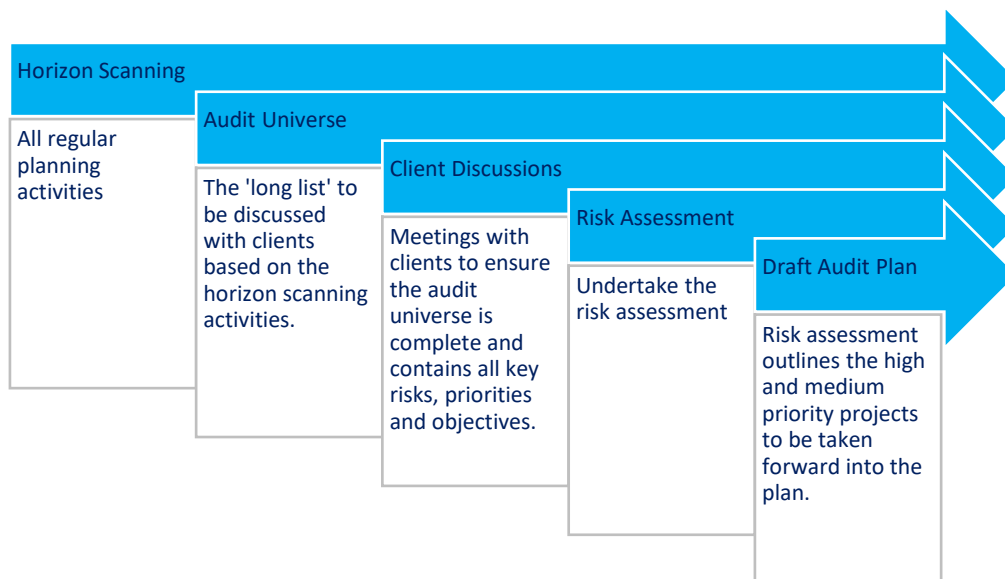 Horizon Scanning
All regular
planning
activities
Audit Universe
The 'long list' to
be discussed
with clients
based on the
horizon scanning
activities.
Client Discussions
Meetings with
clients to ensure
the audit
universe is
complete and
contains all key
risks, priorities
and objectives.
Risk Assessment
Undertake the
risk assessment
Draft Audit Plan
Risk assessment
outlines the high
and medium
priority projects
to be taken
forward into the
plan.